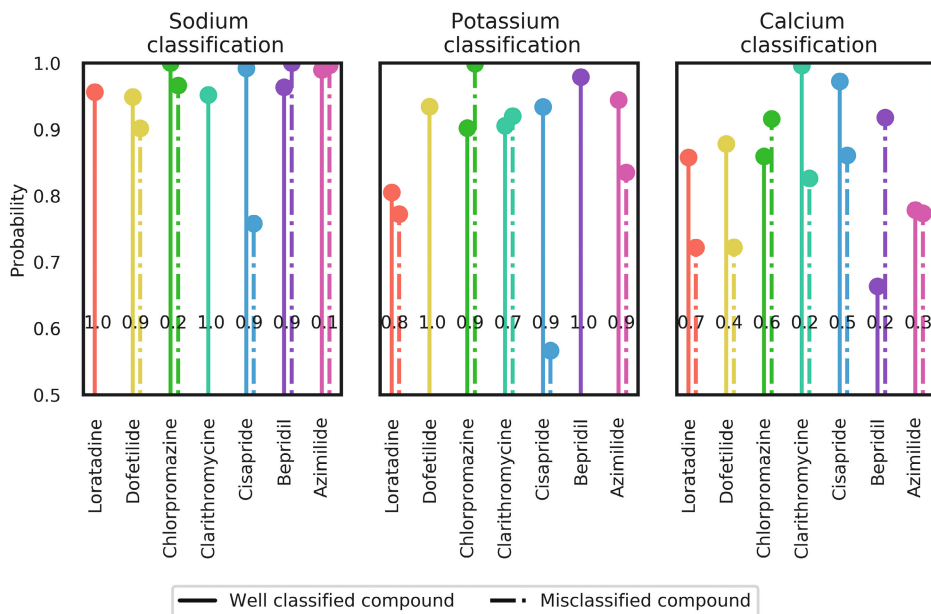 Sodium
classification
Potassium
classification
Calcium
classification
Probability
1.0
0.9
0.8
0.7
0.6
0.5
1.0 0.9 0.2 1.0 0.9 0.9 0.1
0.8 1.0 0.9 0.7 0.9 1.0 0.9
0.7 0.4 0.6 0.2 0.5 0.2 0.3
Loratadine
Dofetilide
Chlorpromazine
Clarithromycine
Cisapride
Bepridil
Azimilide
Loratadine
Dofetilide
Chlorpromazine
Clarithromycine
Cisapride
Bepridil
Azimilide
Loratadine
Dofetilide
Chlorpromazine
Clarithromycine
Cisapride
Bepridil
Azimilide
Well classified compound
Misclassified compound